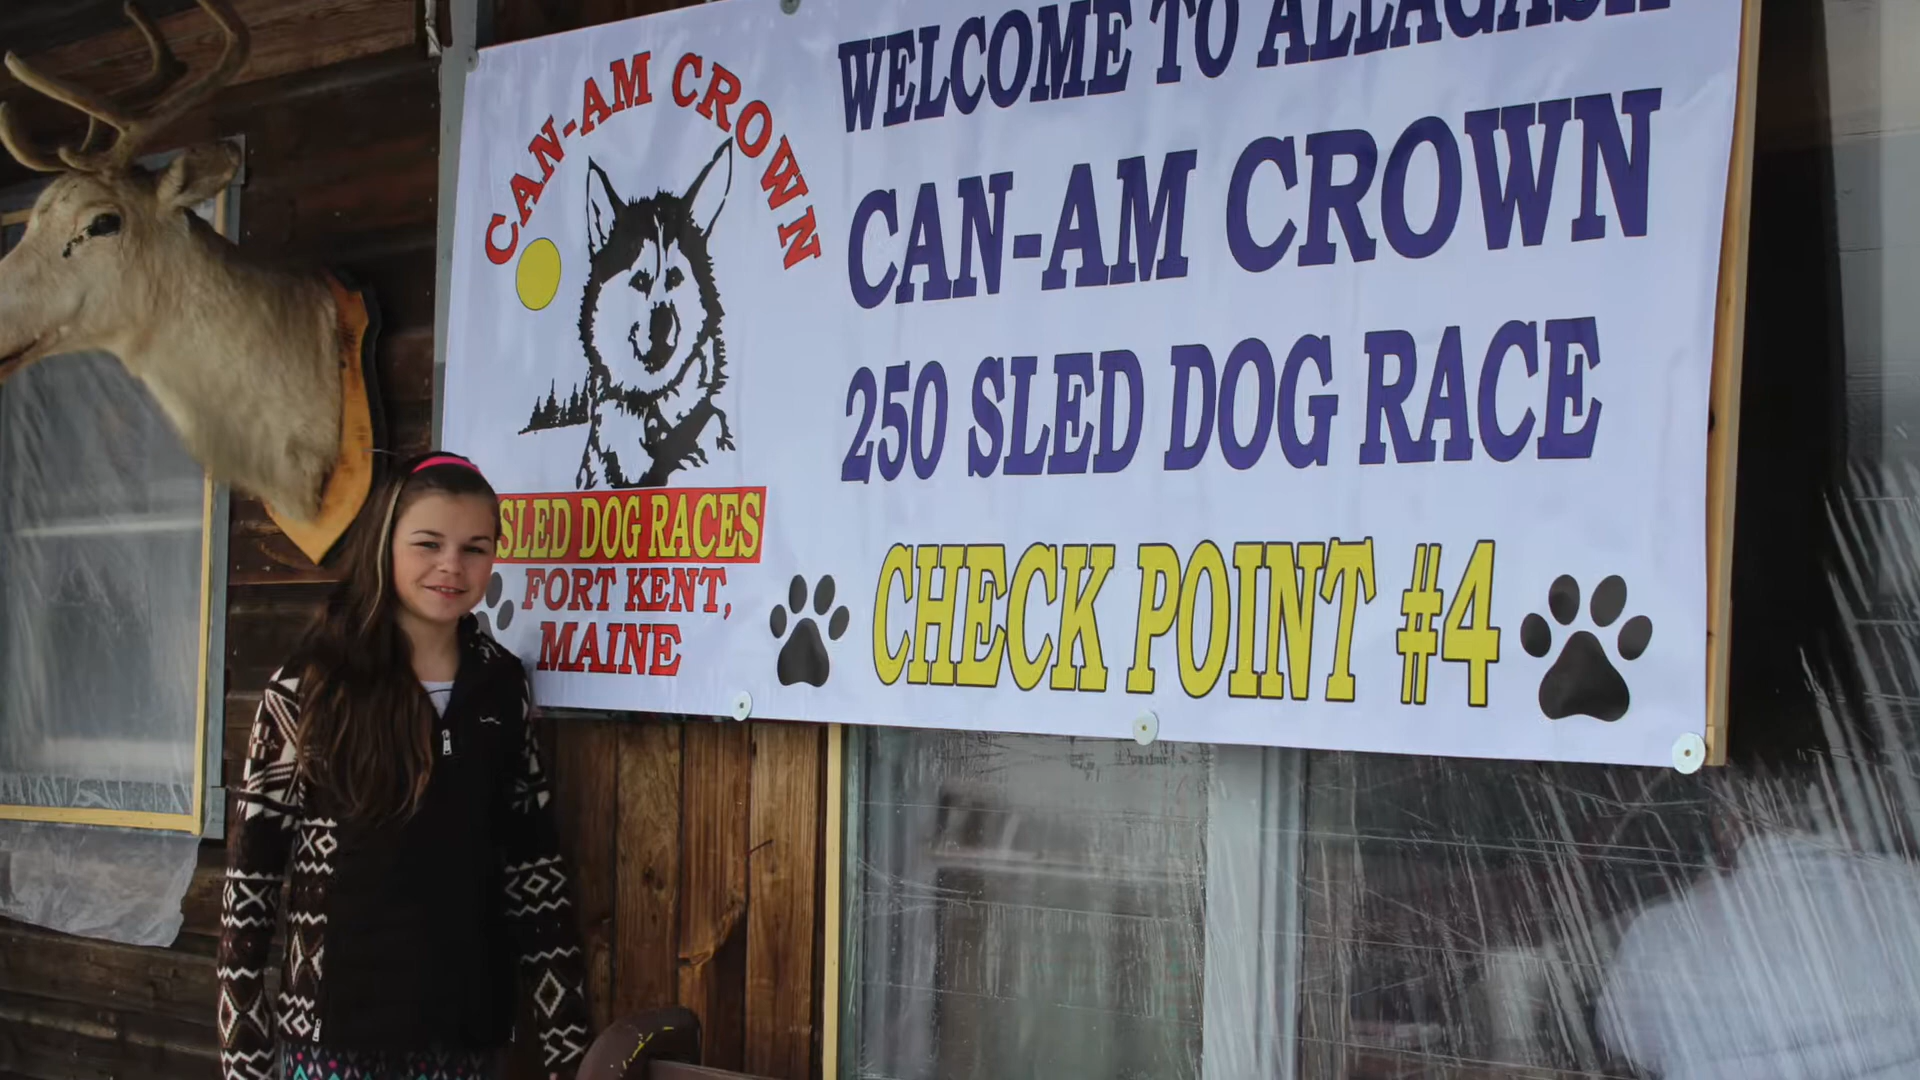 CAN-AM CROWN
SLED DOG RACES
FORT KENT,
MAINE
WELCOME TO ALLAGASH
CAN-AM CROWN
250 SLED DOG RACE
CHECK POINT #4